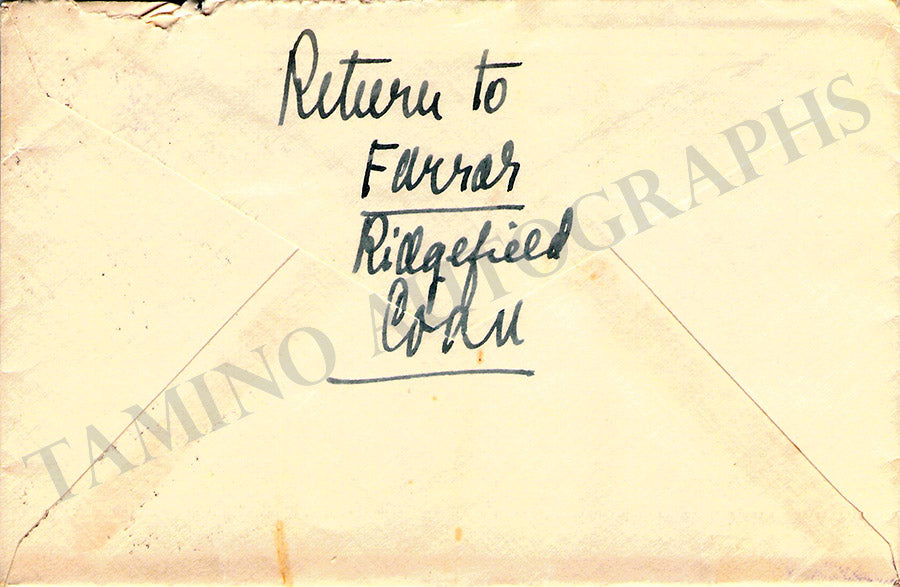 Return to
Farrar
Ridgefield
Conn
TAMINO AUTOGRAPHS